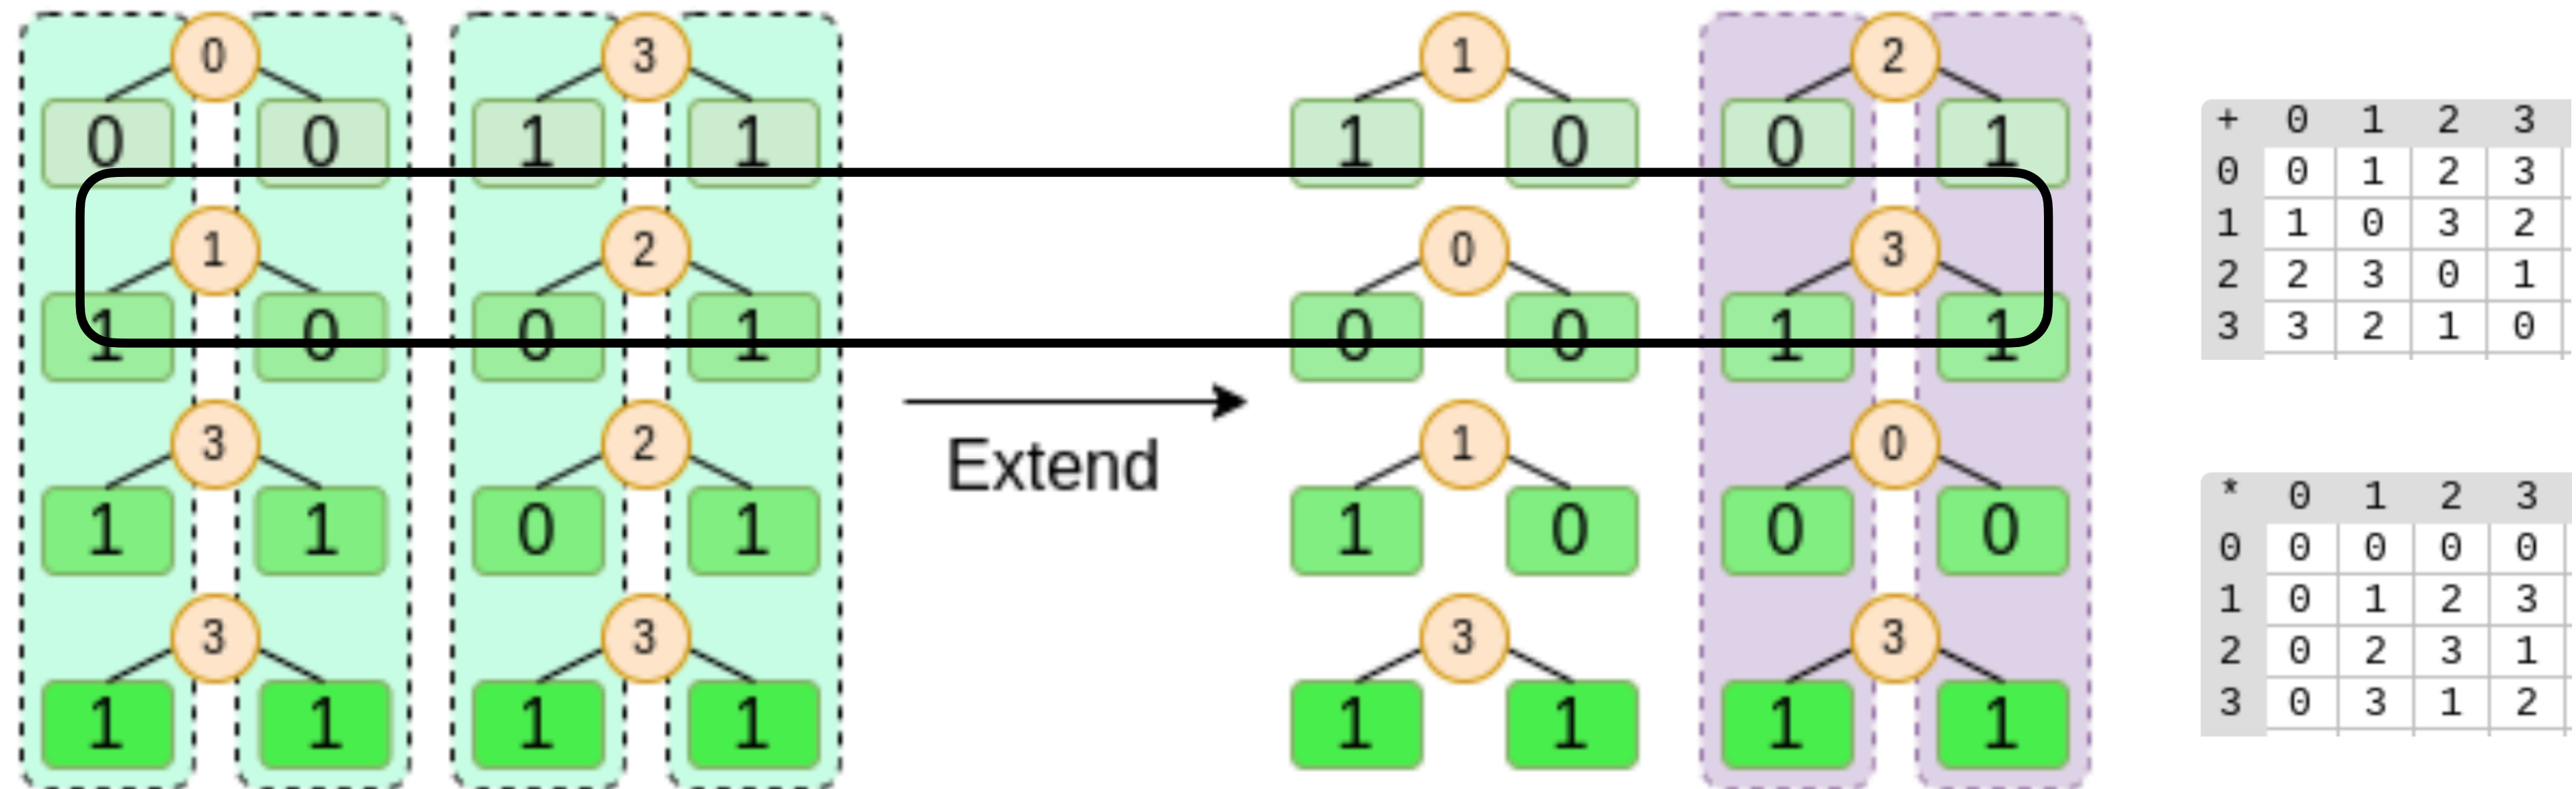 0 3 1 2
0 0 1 1 1 0 0 1
1 2 0 3
1 0 0 1 0 0 1 1
3 2 1 0
1 1 0 1 1 0 0 0
Extend
3 3 3 3
1 1 1 1 1 1 1 1
+ 0 1 2 3
0 0 1 2 3
1 1 0 3 2
2 2 3 0 1
3 3 2 1 0
* 0 1 2 3
0 0 0 0 0
1 0 1 2 3
2 0 2 3 1
3 0 3 1 2